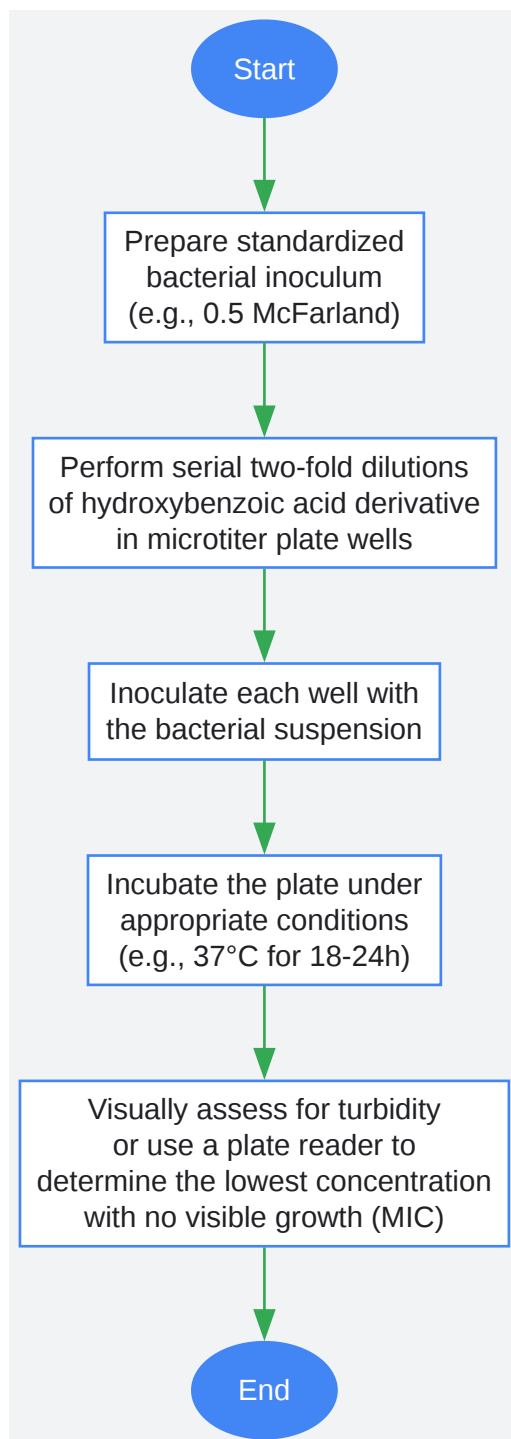 Start
Prepare standardized
bacterial inoculum
(e.g., 0.5 McFarland)
Perform serial two-fold dilutions
of hydroxybenzoic acid derivative
in microtiter plate wells
Inoculate each well with
the bacterial suspension
Incubate the plate under
appropriate conditions
(e.g., 37°C for 18-24h)
Visually assess for turbidity
or use a plate reader to
determine the lowest concentration
with no visible growth (MIC)
End